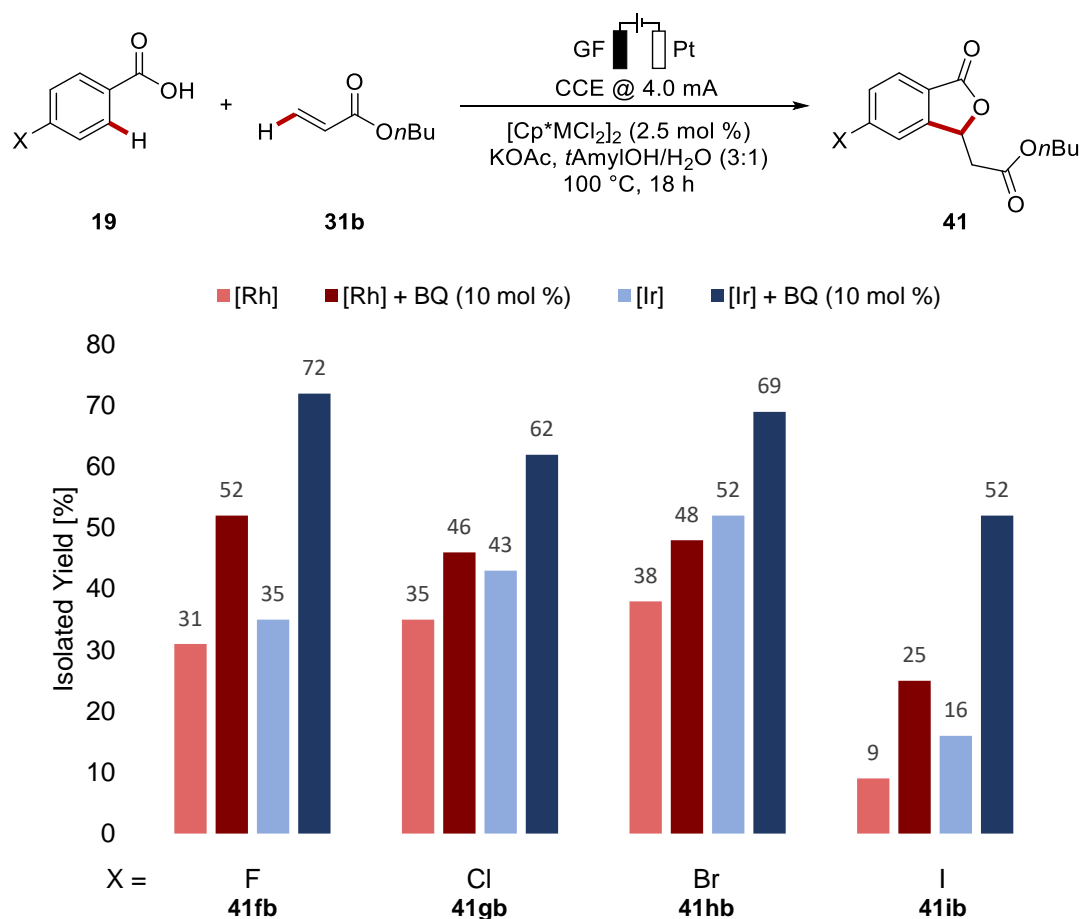 O
OH
X
H
19
+
H
O
OnBu
31b
GF
Pt
CCE @ 4.0 mA
[Cp*MCl₂]₂ (2.5 mol %)
KOAc, tAmylOH/H₂O (3:1)
100 °C, 18 h
O
O
X
OnBu
O
41
[Rh] [Rh] + BQ (10 mol %) [Ir] [Ir] + BQ (10 mol %)
Isolated Yield [%]
80
70
60
50
40
30
20
10
0
31 52 35 72
35 46 43 62
38 48 52 69
9 25 16 52
X = F Cl Br I
41fb 41gb 41hb 41ib